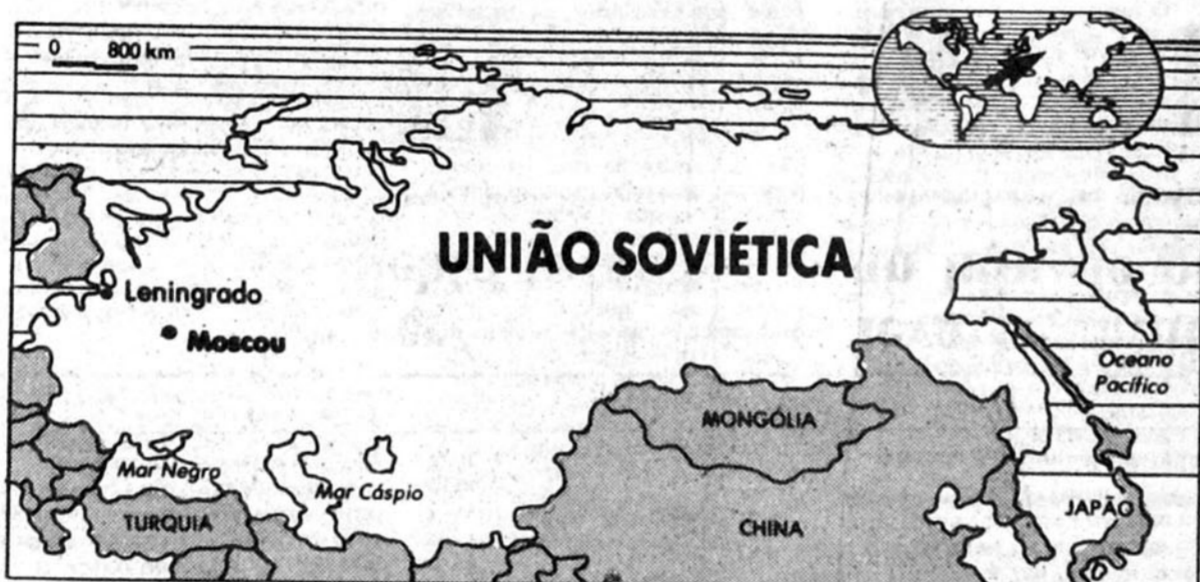 0 800 km
UNIÃO SOVIÉTICA
Leningrado
Moscou
Oceano
Pacífico
MONGÓLIA
Mar Negro
Mar Cáspio
TURQUIA
CHINA
JAPÃO